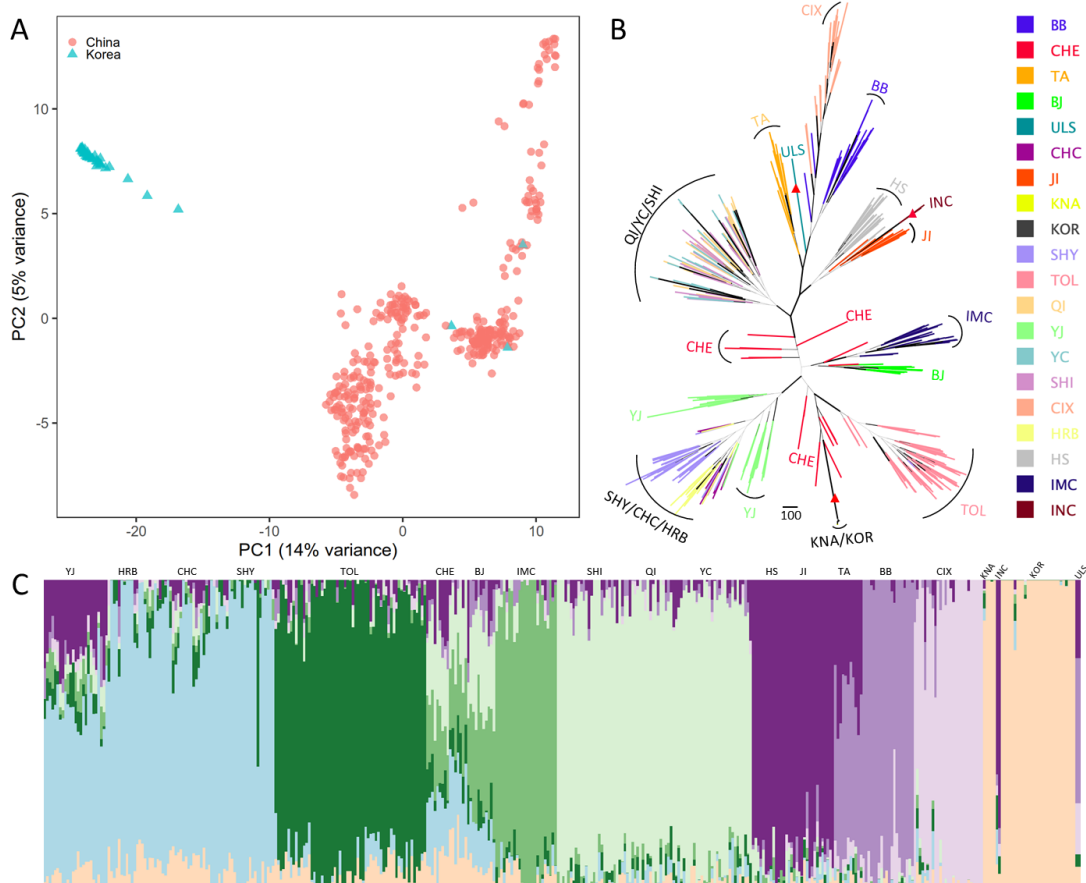 A
China
Korea
10
5
0
-5
-20
-10
0
10
PC1 (14% variance)
PC2 (5% variance)
B
CIX
BB
TA
ULS
HS
INC
JI
QI/YC/SHI
CHE
IMC
CHE
BJ
YJ
CHE
SHY/CHC/HRB
YJ
100
KNA/KOR
TOL
BB
CHE
TA
BJ
ULS
CHC
JI
KNA
KOR
SHY
TOL
QI
YJ
YC
SHI
CIX
HRB
HS
IMC
INC
C
YJ HRB CHC SHY TOL CHE BJ IMC SHI QI YC HS JI TA BB CIX KNA INC KOR ULS